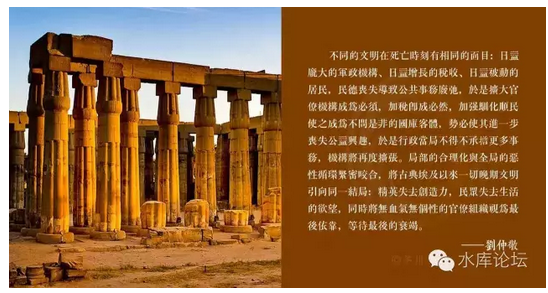 不同的文明在死亡時刻有相同的面目：日益
龐大的軍政機構、日益增長的税收、日益被動的
居民，民德喪失導致公共事務廢弛，於是擴大官
僚機構成爲必須，加税即成必然，加强馴化順民
使之成爲不問是非的國庫客體，勢必使其進一步
喪失公益興趣，於是行政當局不得不承擔更多事
務，機構將再度擴張。局部的合理化與全局的惡
性循環緊密咬合，將古典埃及以來一切晚期文明
引向同一結局：精英失去創造力，民眾失去生活
的欲望，同時將無血氣無個性的官僚組織視爲最
後依靠，等待最後的衰竭。
——劉仲敬
水库论坛